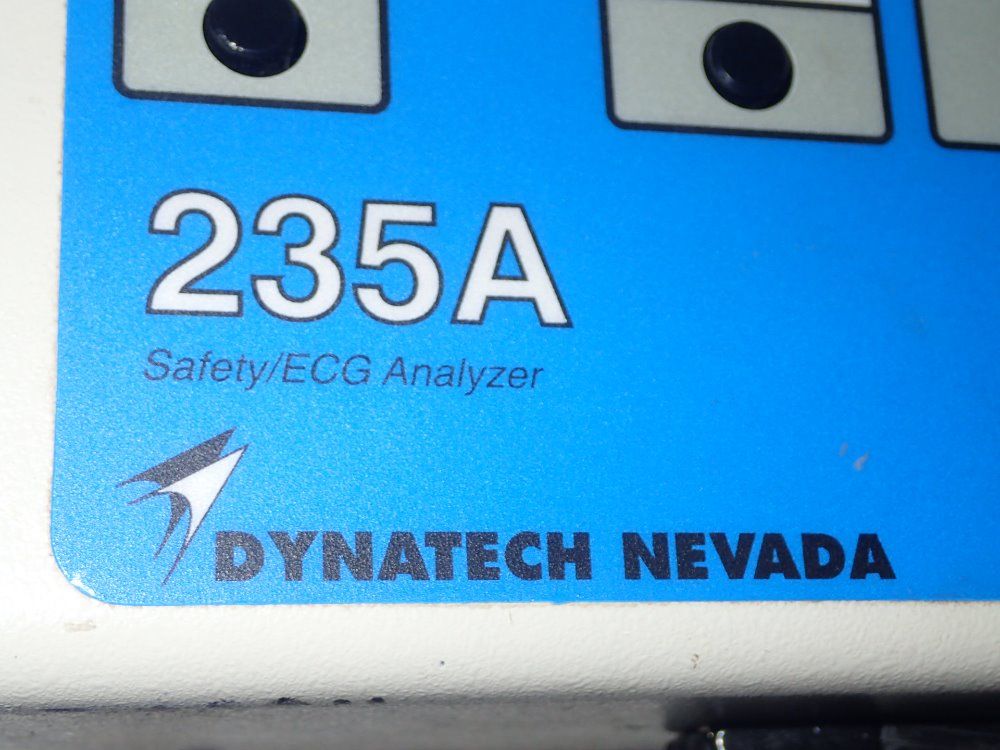 235A
Safety/ECG Analyzer
DYNATECH NEVADA